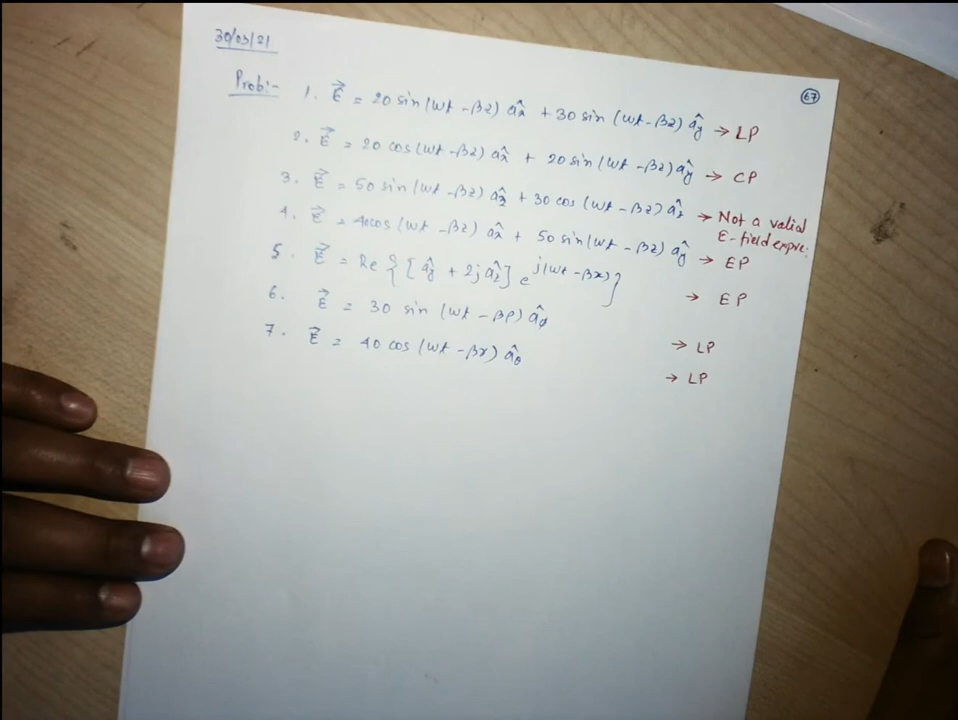 30/03/21
67
Prob:- 1. E⃗ = 20 sin(ωt - βz) âx + 30 sin(ωt - βz) ây → LP
2. E⃗ = 20 cos(ωt - βz) âx + 20 sin(ωt - βz) ây → CP
3. E⃗ = 50 sin(ωt - βz) + 30 cos(ωt - βz) âz → Not a valid E-field expre:
4. E⃗ = 40cos(ωt - βz) âx + 50 sin(ωt - βz) ây → EP
5. E⃗ = Re{[ây + 2j âz] e^j(ωt - βx)} → EP
6. E⃗ = 30 sin(ωt - βρ) âφ → LP
7. E⃗ = 40 cos(ωt - βr) âθ → LP